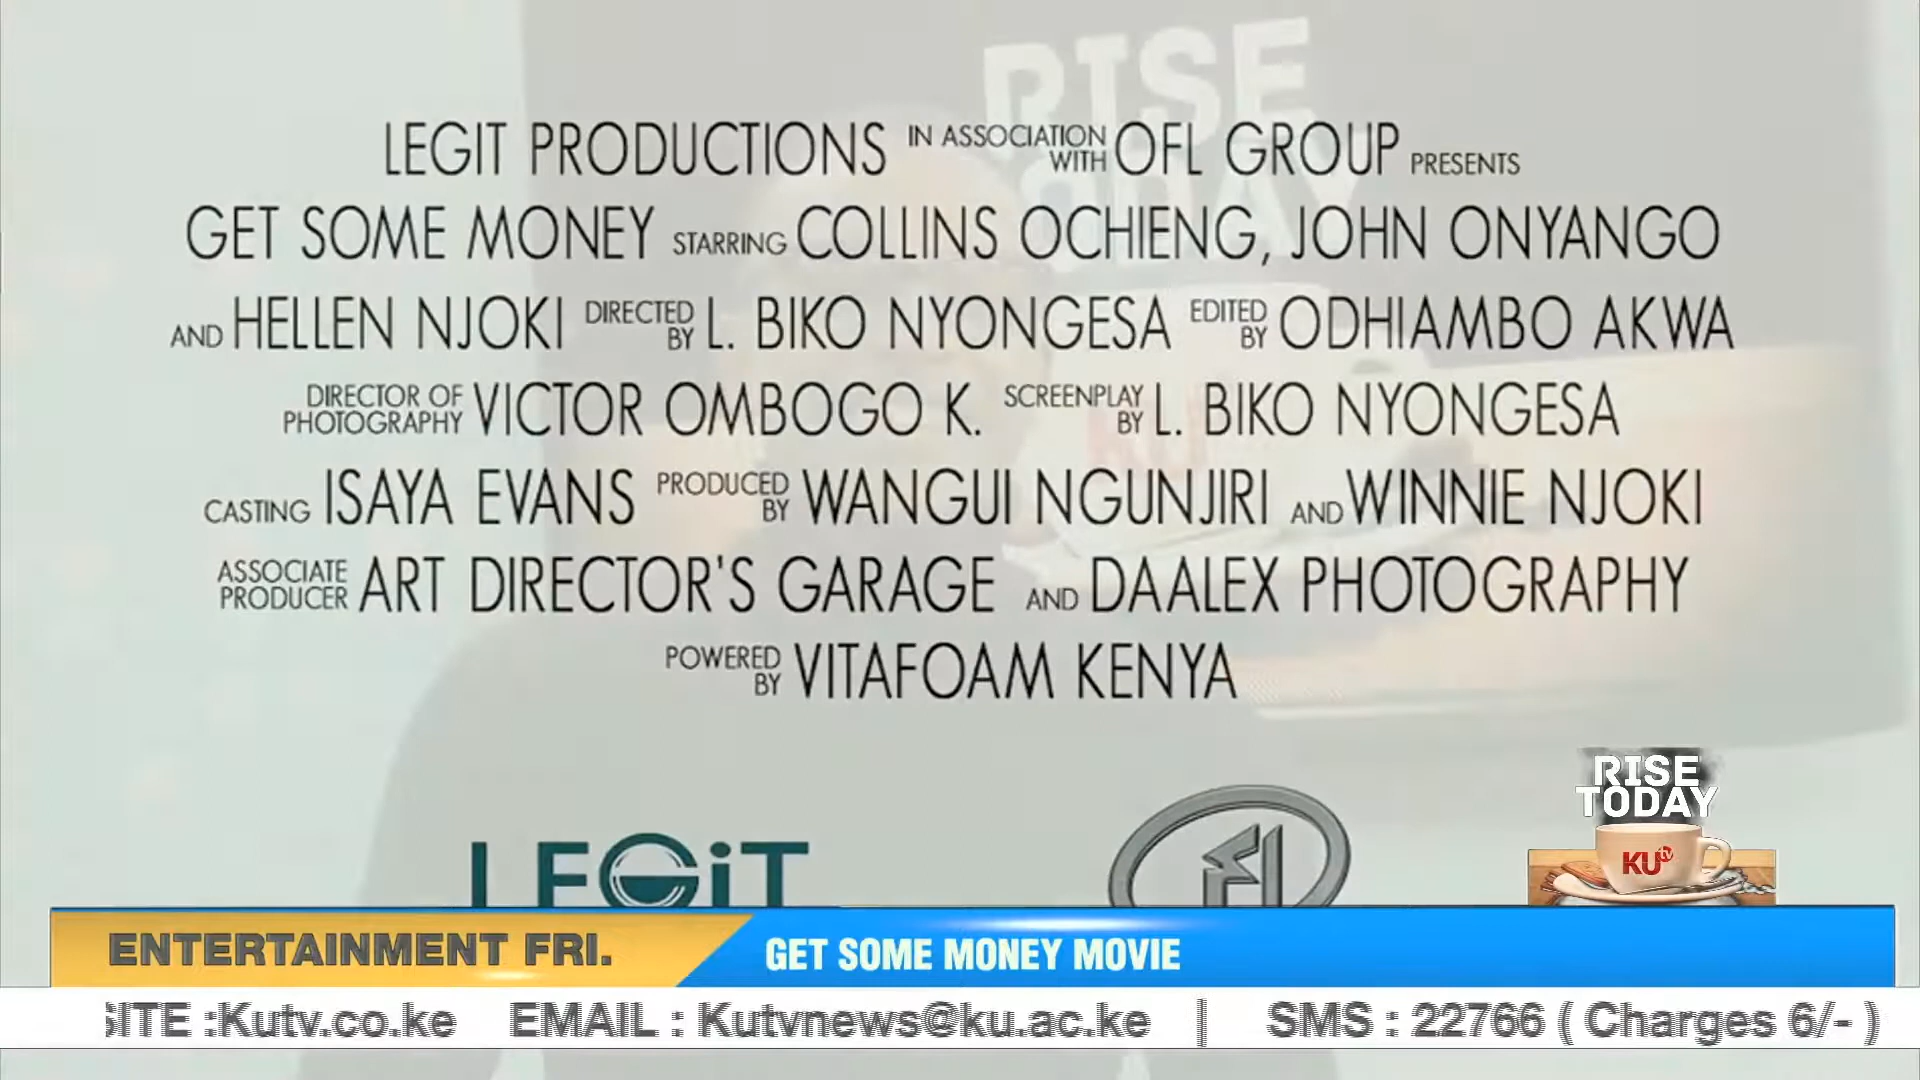 RISE
TODAY
LEGIT PRODUCTIONS IN ASSOCIATION WITH OFL GROUP PRESENTS
GET SOME MONEY STARRING COLLINS OCHIENG, JOHN ONYANGO
AND HELLEN NJOKI DIRECTED BY L. BIKO NYONGESA EDITED BY ODHIAMBO AKWA
DIRECTOR OF PHOTOGRAPHY VICTOR OMBOGO K. SCREENPLAY BY L. BIKO NYONGESA
CASTING ISAYA EVANS PRODUCED BY WANGUI NGUNJIRI AND WINNIE NJOKI
ASSOCIATE PRODUCER ART DIRECTOR'S GARAGE AND DAALEX PHOTOGRAPHY
POWERED BY VITAFOAM KENYA
KU
LEGiT
RISE
TODAY
KUtv
ENTERTAINMENT FRI.
GET SOME MONEY MOVIE
SITE :Kutv.co.ke EMAIL : Kutvnews@ku.ac.ke | SMS : 22766 ( Charges 6/- )